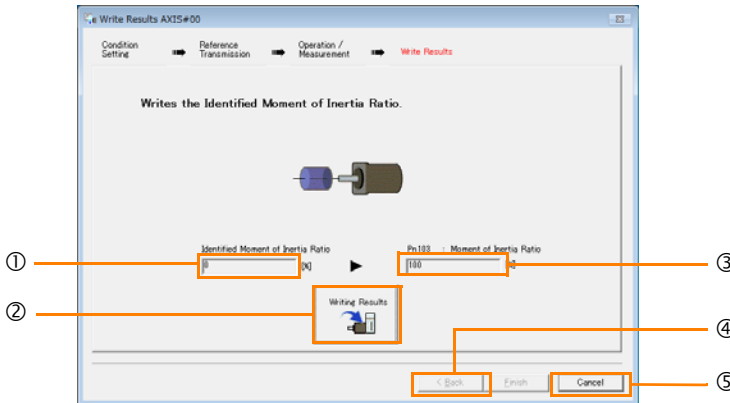 Write Results AXIS#00
Condition Setting
Reference Transmission
Operation / Measurement
Write Results
Writes the Identified Moment of Inertia Ratio.
Identified Moment of Inertia Ratio
Pn103 : Moment of Inertia Ratio
① 0 [%]
100 [%] ③
② Writing Results
④
< Back
Finish
Cancel
⑤